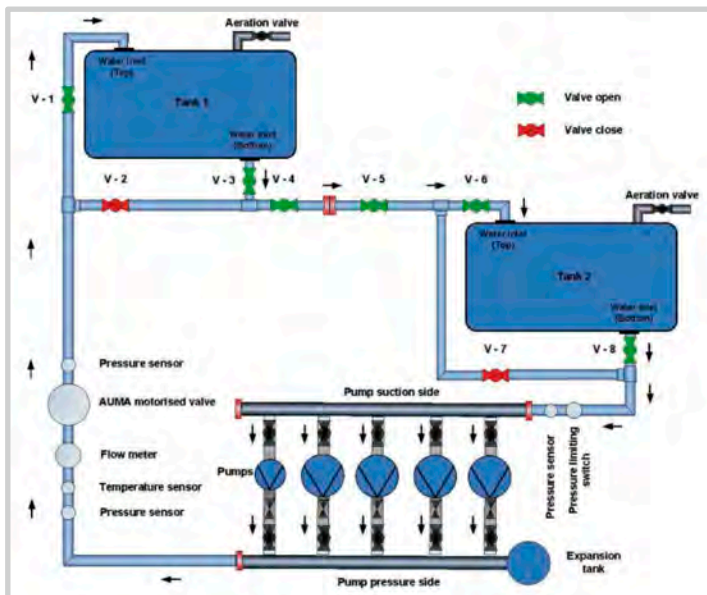 Aeration valve
Water inlet
(Top)
V - 1
Tank 1
Valve open
Valve close
Water inlet
(Bottom)
V - 2
V - 3
V - 4
V - 5
V - 6
Aeration valve
Water inlet
(Top)
Tank 2
Water inlet
(Bottom)
V - 7
V - 8
Pressure sensor
Pump suction side
AUMA motorised valve
Flow meter
Pumps
Pressure sensor
Pressure limiting
switch
Temperature sensor
Pressure sensor
Expansion
tank
Pump pressure side